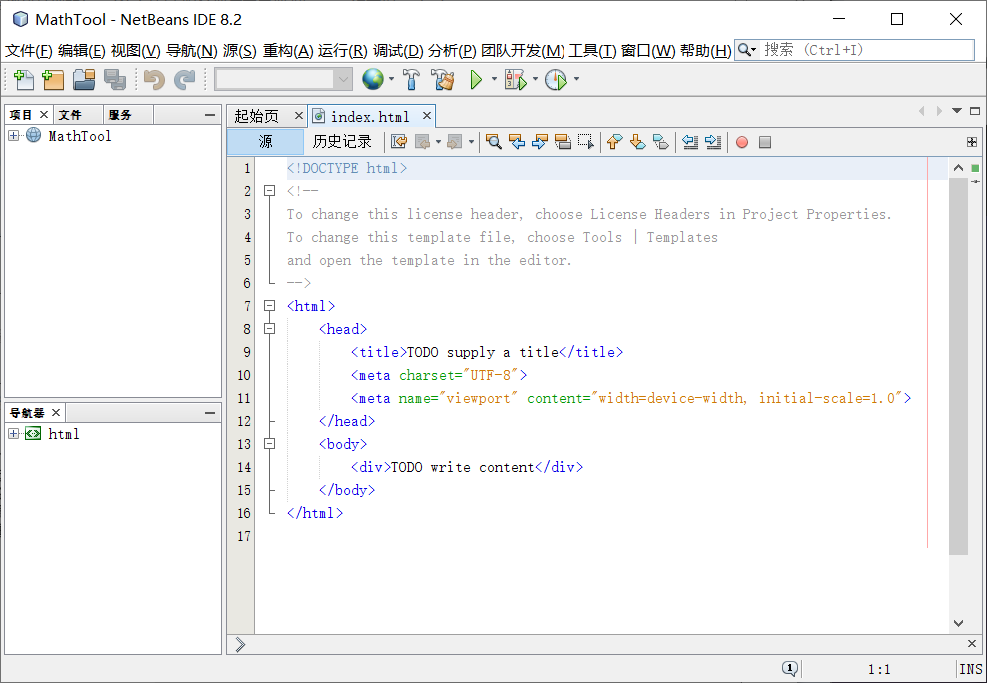 MathTool - NetBeans IDE 8.2
文件(F) 编辑(E) 视图(V) 导航(N) 源(S) 重构(A) 运行(R) 调试(D) 分析(P) 团队开发(M) 工具(T) 窗口(W) 帮助(H) 搜索 (Ctrl+I)
项目 文件 服务
MathTool
导航器
html
起始页 index.html
源 历史记录
1 <!DOCTYPE html>
2 <!--
3 To change this license header, choose License Headers in Project Properties.
4 To change this template file, choose Tools | Templates
5 and open the template in the editor.
6 -->
7 <html>
8 <head>
9 <title>TODO supply a title</title>
10 <meta charset="UTF-8">
11 <meta name="viewport" content="width=device-width, initial-scale=1.0">
12 </head>
13 <body>
14 <div>TODO write content</div>
15 </body>
16 </html>
17
1 1:1 INS